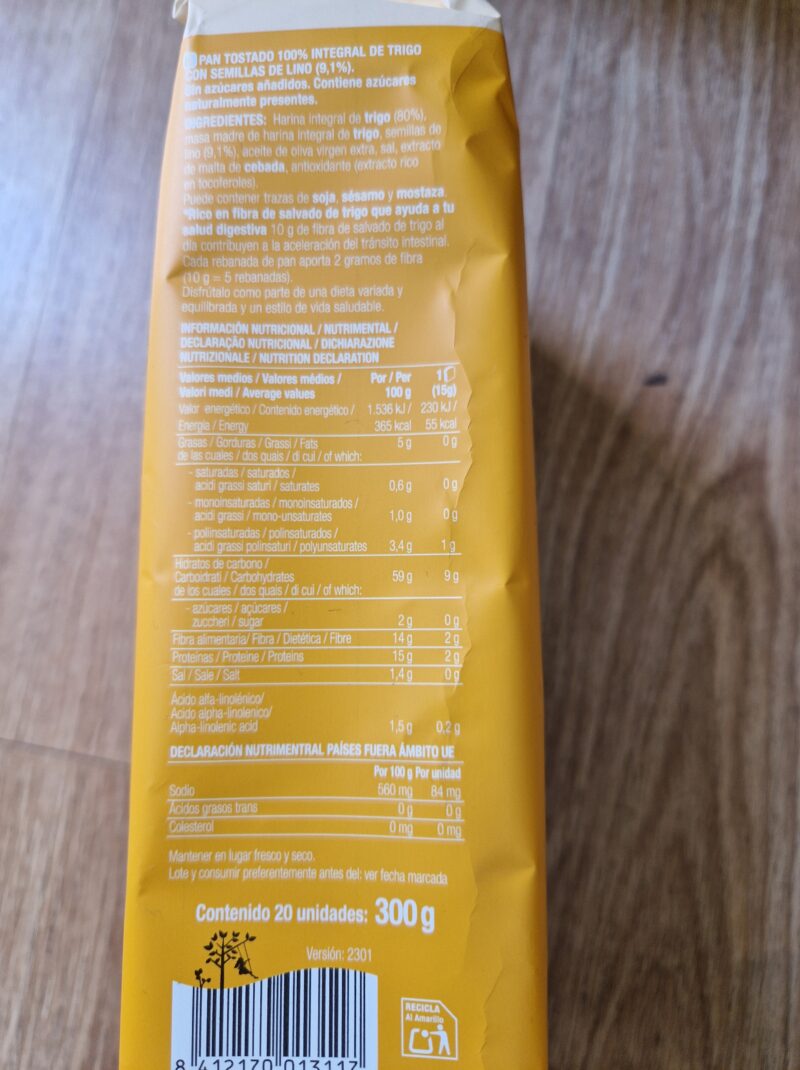 PAN TOSTADO 100% INTEGRAL DE TRIGO
CON SEMILLAS DE LINO (9,1%).
Sin azúcares añadidos. Contiene azúcares
naturalmente presentes.
INGREDIENTES: Harina integral de trigo (80%),
masa madre de harina integral de trigo, semillas de
lino (9,1%), aceite de oliva virgen extra, sal, extracto
de malta de cebada, antioxidante (extracto rico
en tocoferoles).
Puede contener trazas de soja, sésamo y mostaza.
*Rico en fibra de salvado de trigo que ayuda a tu
salud digestiva 10 g de fibra de salvado de trigo al
día contribuyen a la aceleración del tránsito intestinal.
Cada rebanada de pan aporta 2 gramos de fibra
(10 g = 5 rebanadas).
Disfrútalo como parte de una dieta variada y
equilibrada y un estilo de vida saludable.
INFORMACIÓN NUTRICIONAL / NUTRIMENTAL /
DECLARAÇÃO NUTRICIONAL / DICHIARAZIONE
NUTRIZIONALE / NUTRITION DECLARATION
Valores medios / Valores médios / Por / Per 1
Valori medi / Average values 100 g (15g)
Valor energético / Contenido energético / 1.536 kJ / 230 kJ /
Energia / Energy 365 kcal 55 kcal
Grasas / Gorduras / Grassi / Fats 5 g 0 g
de las cuales / dos quais / di cui / of which:
- saturadas / saturados /
acidi grassi saturi / saturates 0,6 g 0 g
- monoinsaturadas / monoinsaturados /
acidi grassi / mono-unsaturates 1,0 g 0 g
- poliinsaturadas / polinsaturados /
acidi grassi polinsaturi / polyunsaturates 3,4 g 1 g
Hidratos de carbono /
Carboidrati / Carbohydrates 59 g 9 g
de los cuales / dos quais / di cui / of which:
- azúcares / açúcares /
zuccheri / sugar 2 g 0 g
Fibra alimentaria/ Fibra / Dietética / Fibre 14 g 2 g
Proteínas / Proteine / Proteins 15 g 2 g
Sal / Sale / Salt 1,4 g 0 g
Ácido alfa-linolénico/
Acido alpha-linolenico/
Alpha-linolenic acid 1,5 g 0,2 g
DECLARACIÓN NUTRIMENTRAL PAÍSES FUERA ÁMBITO UE
Por 100 g Por unidad
Sodio 560 mg 84 mg
Ácidos grasos trans 0 g 0 g
Colesterol 0 mg 0 mg
Mantener en lugar fresco y seco.
Lote y consumir preferentemente antes del: ver fecha marcada
Contenido 20 unidades: 300 g
Versión: 2301
RECICLA
Al Amarillo
8 412170 013117